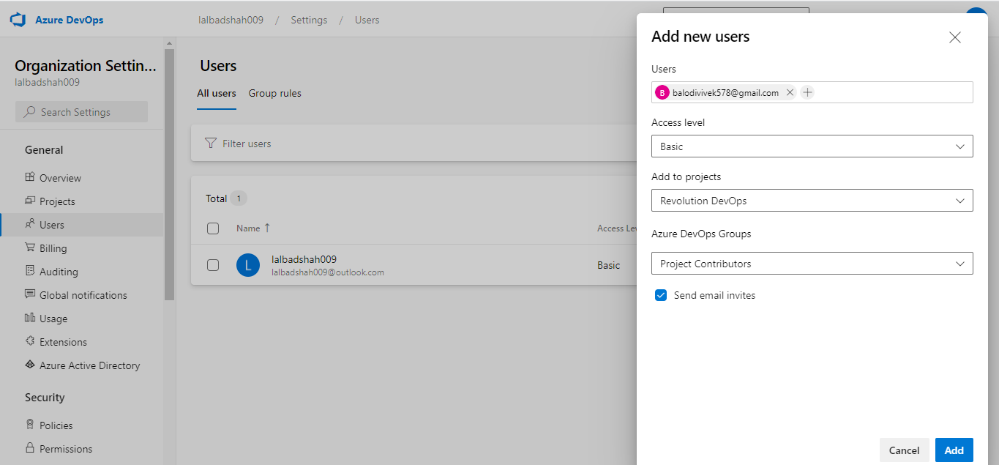 Azure DevOps
lalbadshah009 / Settings / Users
Organization Settin...
lalbadshah009
Search Settings
General
Overview
Projects
Users
Billing
Auditing
Global notifications
Usage
Extensions
Azure Active Directory
Security
Policies
Permissions
Users
All users Group rules
Filter users
Total 1
Name ↑ Access Lev
L
lalbadshah009
lalbadshah009@outlook.com
Basic
Add new users
Users
B balodivivek578@gmail.com
Access level
Basic
Add to projects
Revolution DevOps
Azure DevOps Groups
Project Contributors
Send email invites
Cancel Add